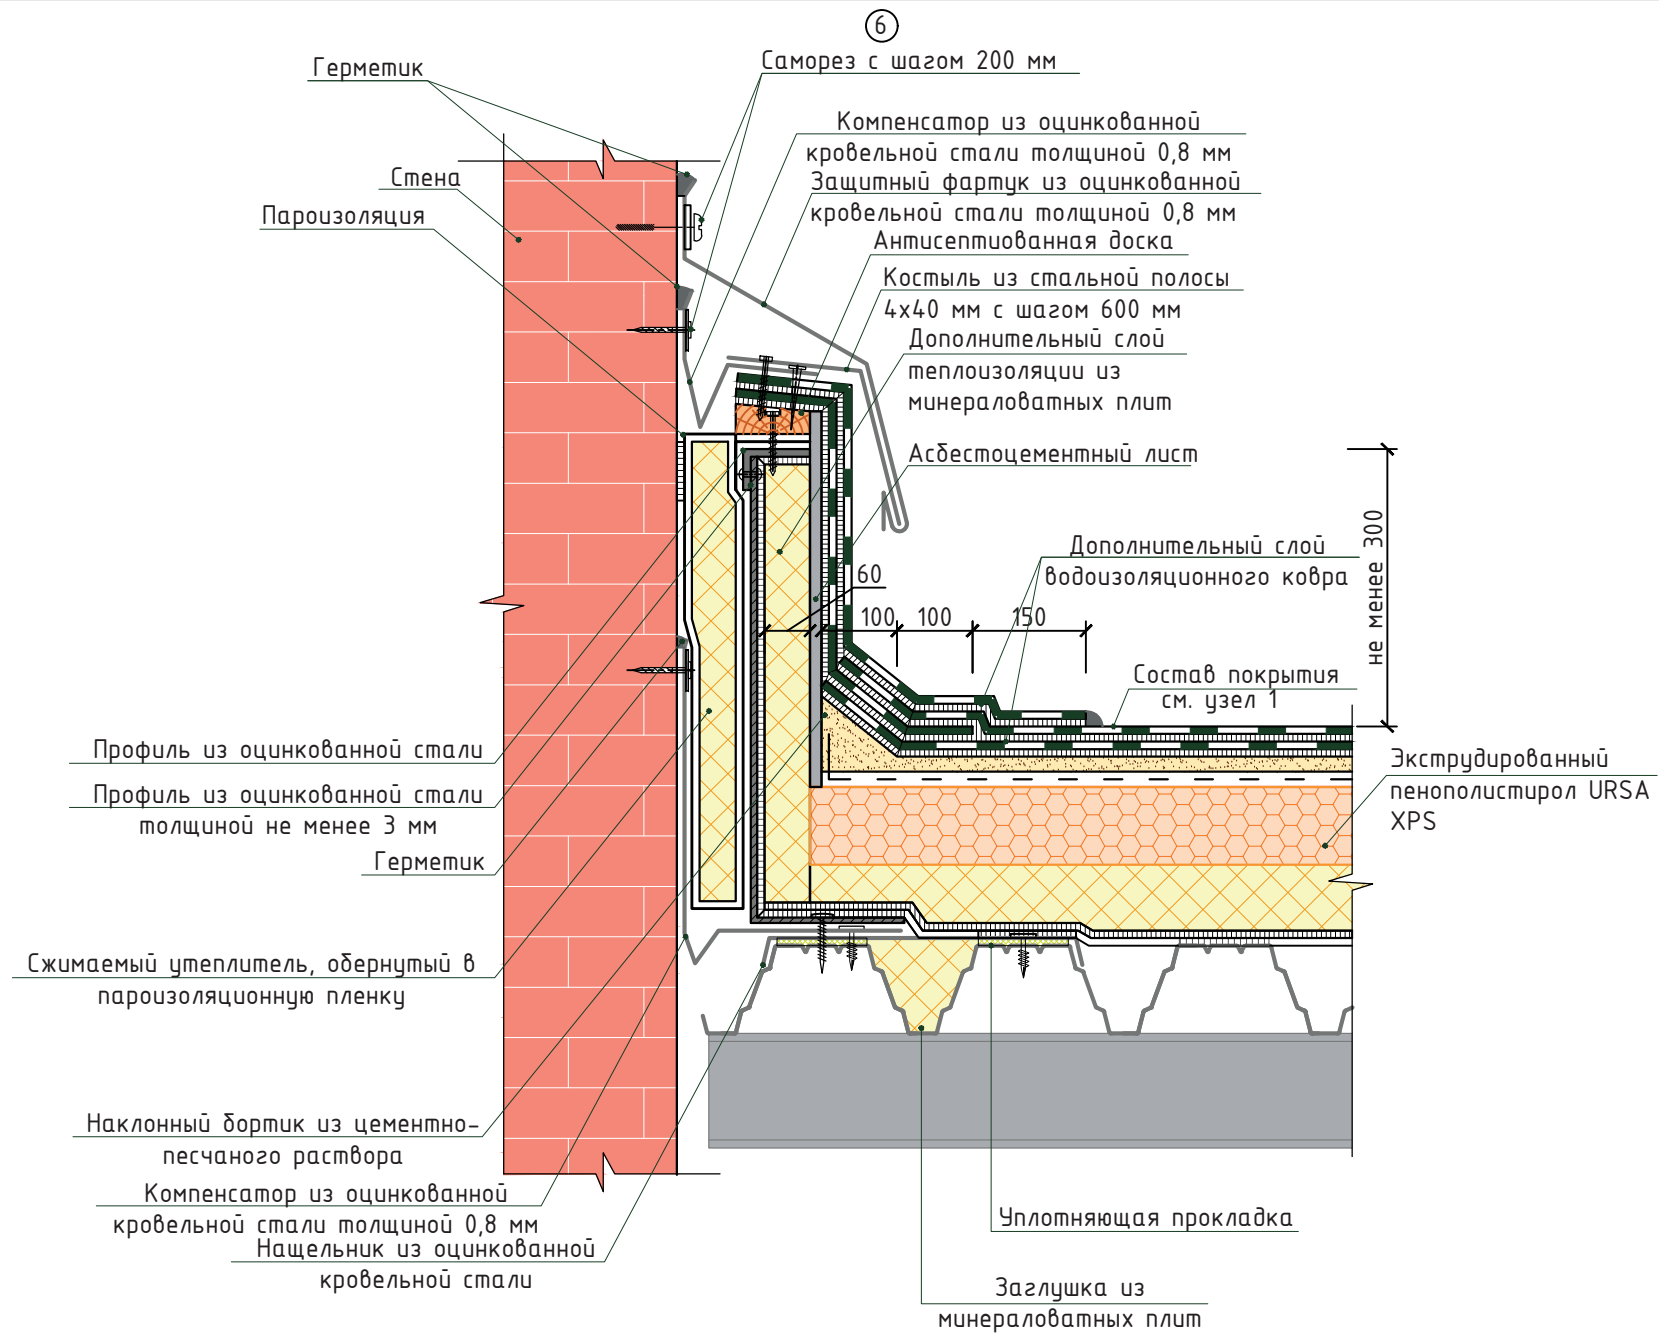 6
Герметик
Саморез с шагом 200 мм
Компенсатор из оцинкованной
кровельной стали толщиной 0,8 мм
Стена
Защитный фартук из оцинкованной
кровельной стали толщиной 0,8 мм
Пароизоляция
Антисептиованная доска
Костыль из стальной полосы
4х40 мм с шагом 600 мм
Дополнительный слой
теплоизоляции из
минераловатных плит
Асбестоцементный лист
не менее 300
Дополнительный слой
водоизоляционного ковра
60
100
100
150
Состав покрытия
см. узел 1
Экструдированный
пенополистирол URSA
XPS
Профиль из оцинкованной стали
Профиль из оцинкованной стали
толщиной не менее 3 мм
Герметик
Сжимаемый утеплитель, обернутый в
пароизоляционную пленку
Наклонный бортик из цементно-
песчаного раствора
Компенсатор из оцинкованной
кровельной стали толщиной 0,8 мм
Нащельник из оцинкованной
кровельной стали
Уплотняющая прокладка
Заглушка из
минераловатных плит